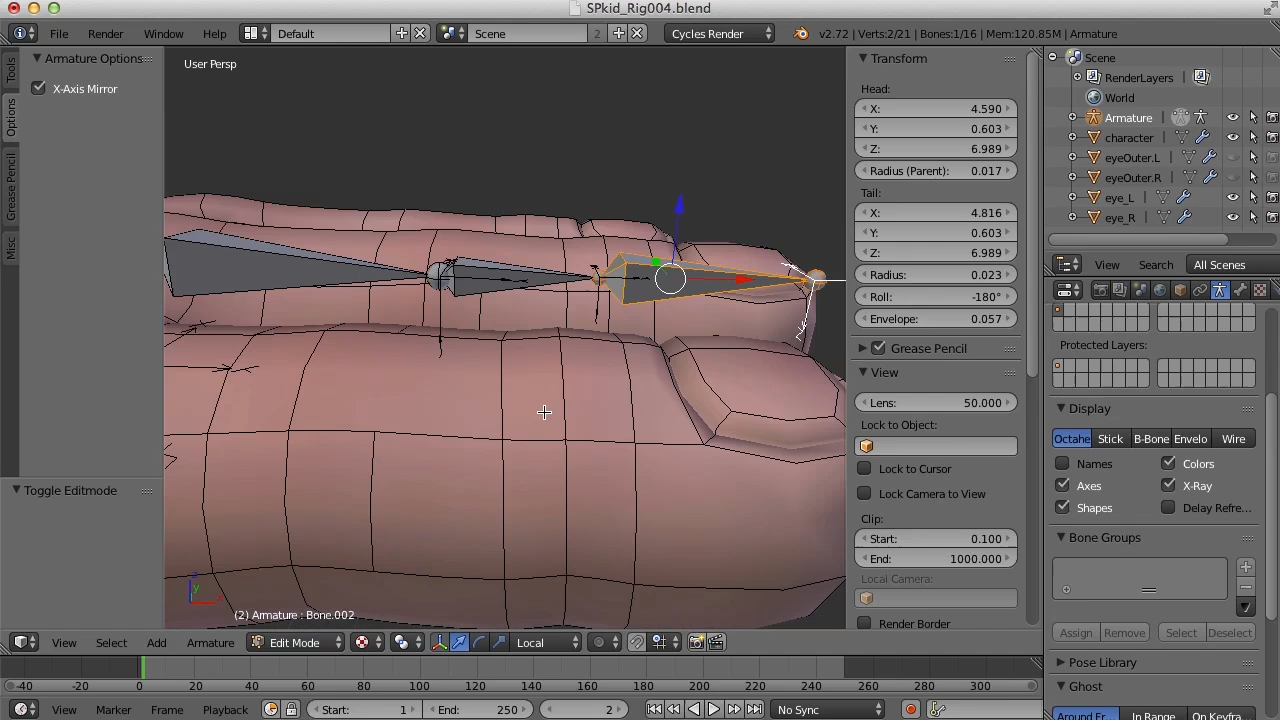 SPkid_Rig004.blend
File Render Window Help Default Scene 2 Cycles Render v2.72 | Verts:2/21 | Bones:1/16 | Mem:120.85M | Armature
Tools
Options
Grease Pencil
Misc
Armature Options
X-Axis Mirror
Toggle Editmode
User Persp
(2) Armature : Bone.002
Transform
Head:
X: 4.590
Y: 0.603
Z: 6.989
Radius (Parent): 0.017
Tail:
X: 4.816
Y: 0.603
Z: 6.989
Radius: 0.023
Roll: -180°
Envelope: 0.057
Grease Pencil
View
Lens: 50.000
Lock to Object:
Lock to Cursor
Lock Camera to View
Clip:
Start: 0.100
End: 1000.000
Local Camera:
Render Border
Scene
RenderLayers
World
Armature
character
eyeOuter.L
eyeOuter.R
eye_L
eye_R
View Search All Scenes
Protected Layers:
Display
Octahe Stick B-Bone Envelo Wire
Names Colors
Axes X-Ray
Shapes Delay Refre...
Bone Groups
Assign Remove Select Deselect
Pose Library
Ghost
Around Fr... In Range On Keyfra...
View Select Add Armature Edit Mode Local
-40 -20 0 20 40 60 80 100 120 140 160 180 200 220 240 260 280 300
View Marker Frame Playback Start: 1 End: 250 2 No Sync